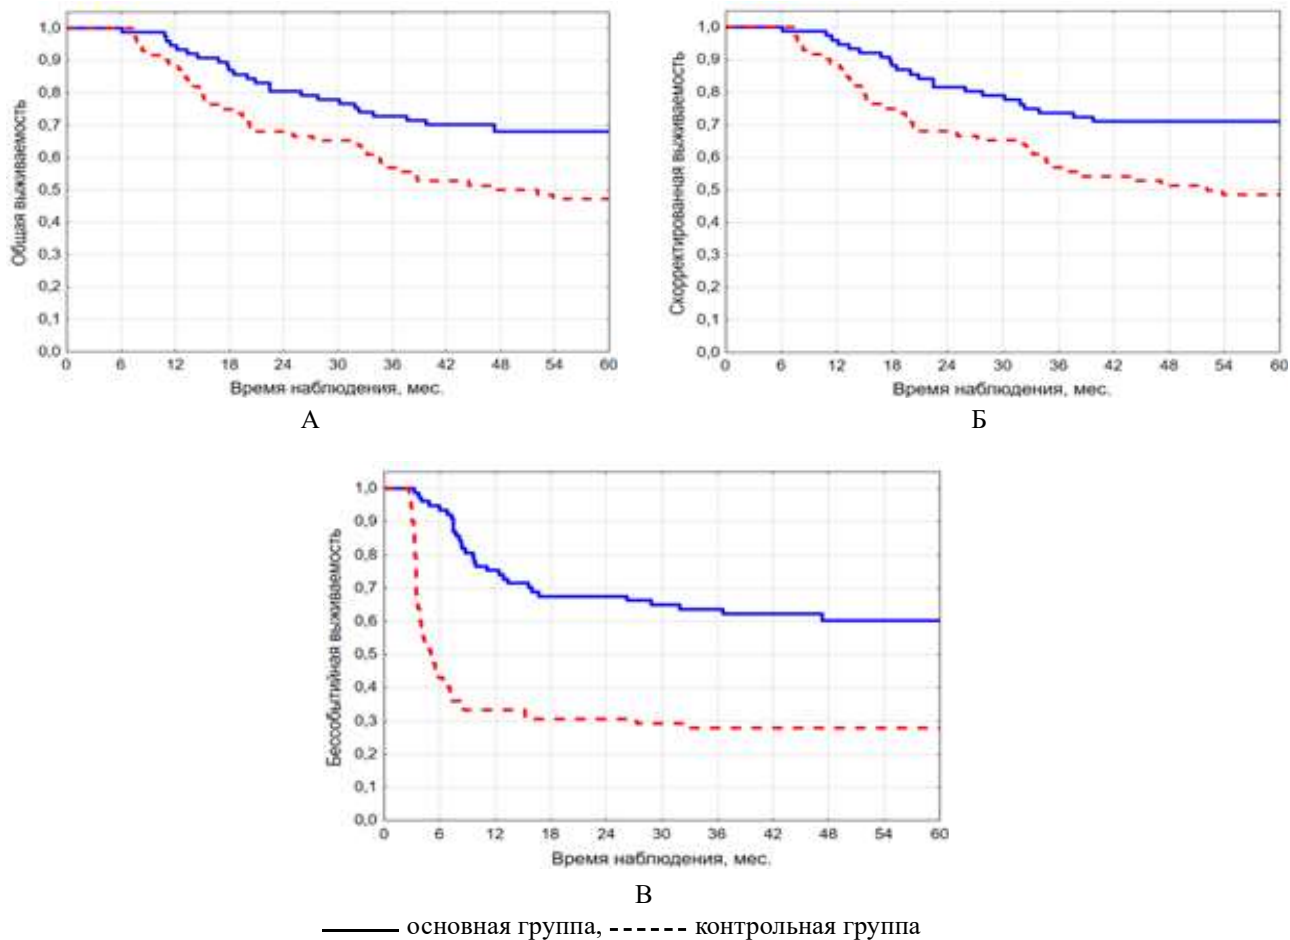 Общая выживаемость
1,0
0,9
0,8
0,7
0,6
0,5
0,4
0,3
0,2
0,1
0,0
0 6 12 18 24 30 36 42 48 54 60
Время наблюдения, мес.
А
Скорректированная выживаемость
1,0
0,9
0,8
0,7
0,6
0,5
0,4
0,3
0,2
0,1
0,0
0 6 12 18 24 30 36 42 48 54 60
Время наблюдения, мес.
Б
Бессобытийная выживаемость
1,0
0,9
0,8
0,7
0,6
0,5
0,4
0,3
0,2
0,1
0,0
0 6 12 18 24 30 36 42 48 54 60
Время наблюдения, мес.
В
основная группа, контрольная группа